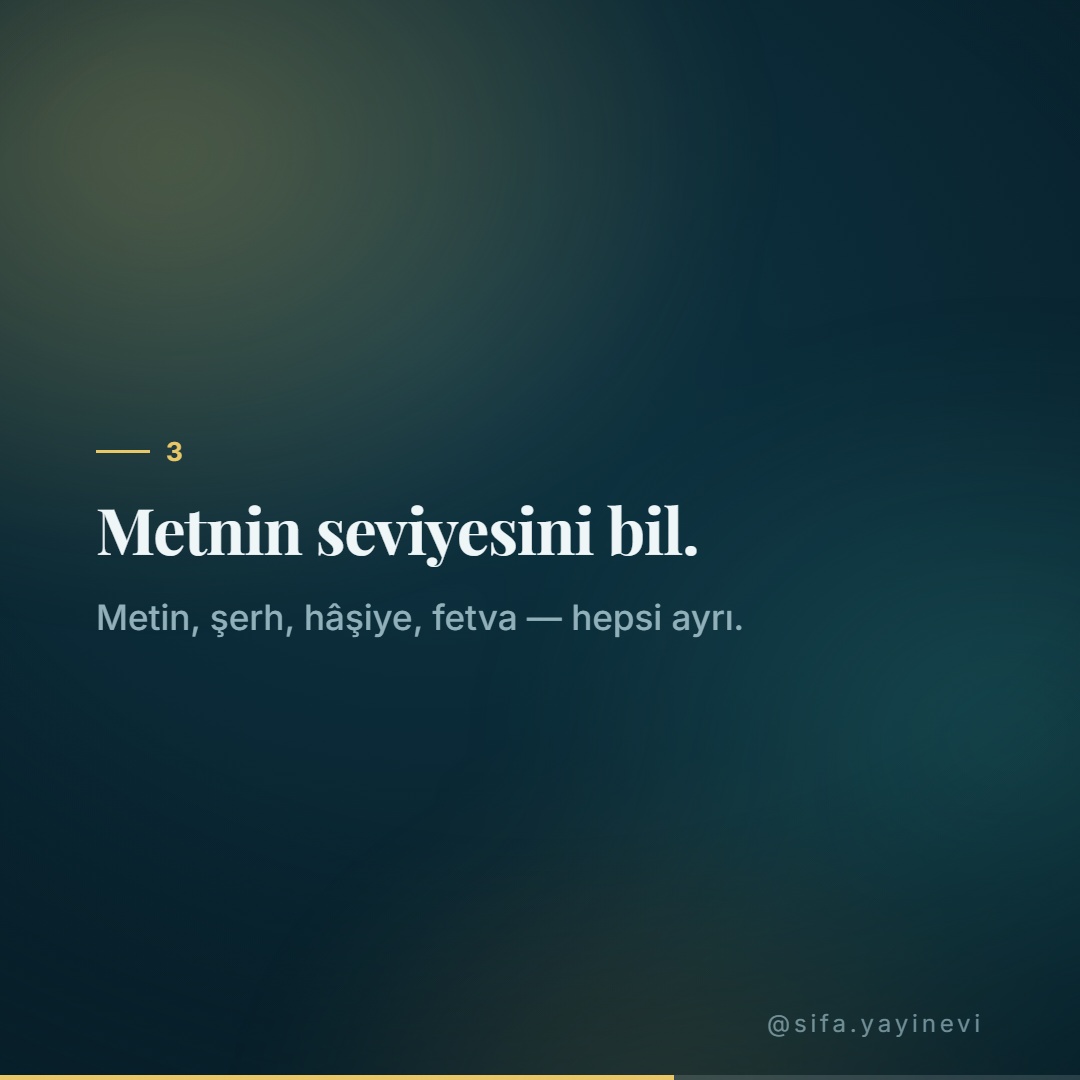 3
Metnin seviyesini bil.
Metin, şerh, hâşiye, fetva — hepsi ayrı.
@sifa.yayinevi